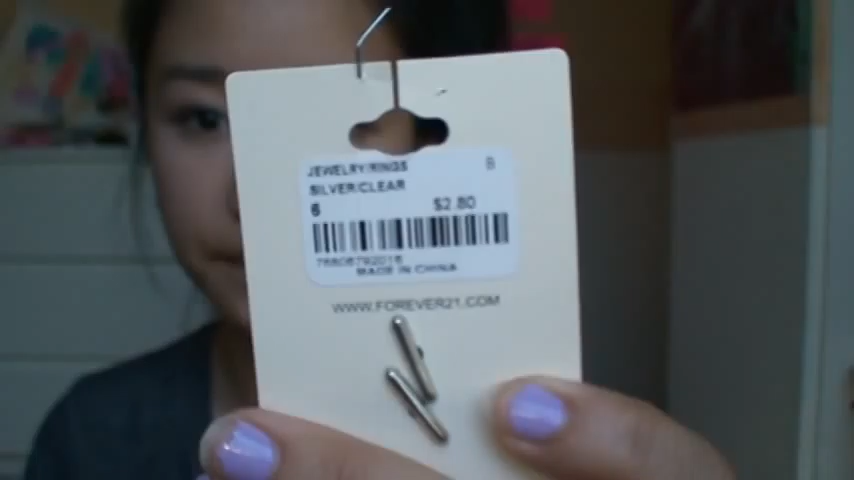 JEWELRY/RINGS B
SILVER/CLEAR
6 $2.80
MADE IN CHINA
WWW.FOREVER21.COM